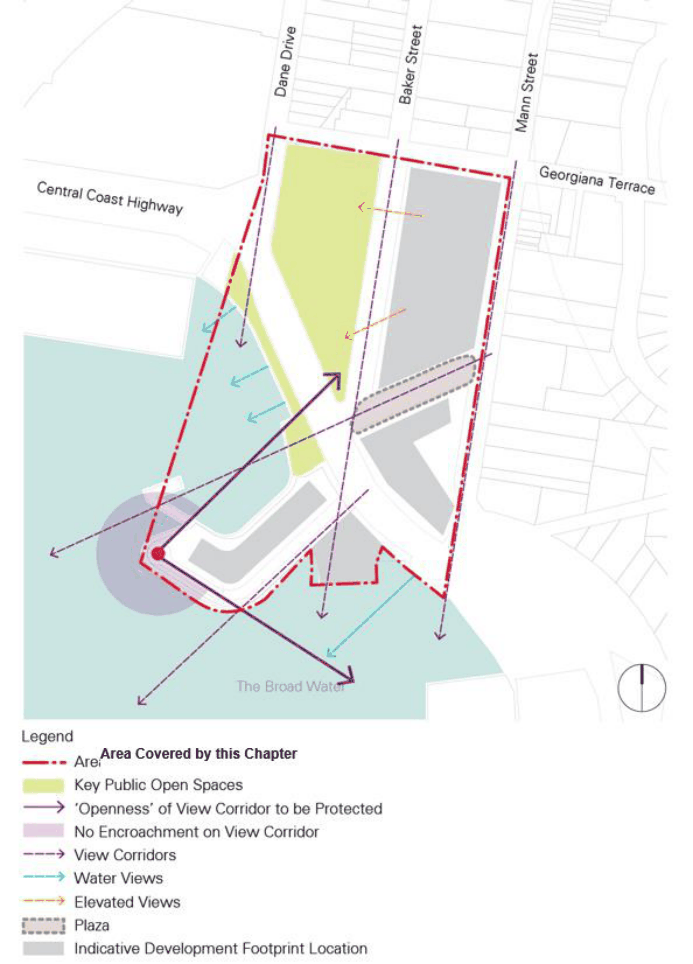 Dane Drive
Baker Street
Mann Street
Georgiana Terrace
Central Coast Highway
The Broad Water
Legend
Area Covered by this Chapter
Area
Key Public Open Spaces
'Openness' of View Corridor to be Protected
No Encroachment on View Corridor
View Corridors
Water Views
Elevated Views
Plaza
Indicative Development Footprint Location